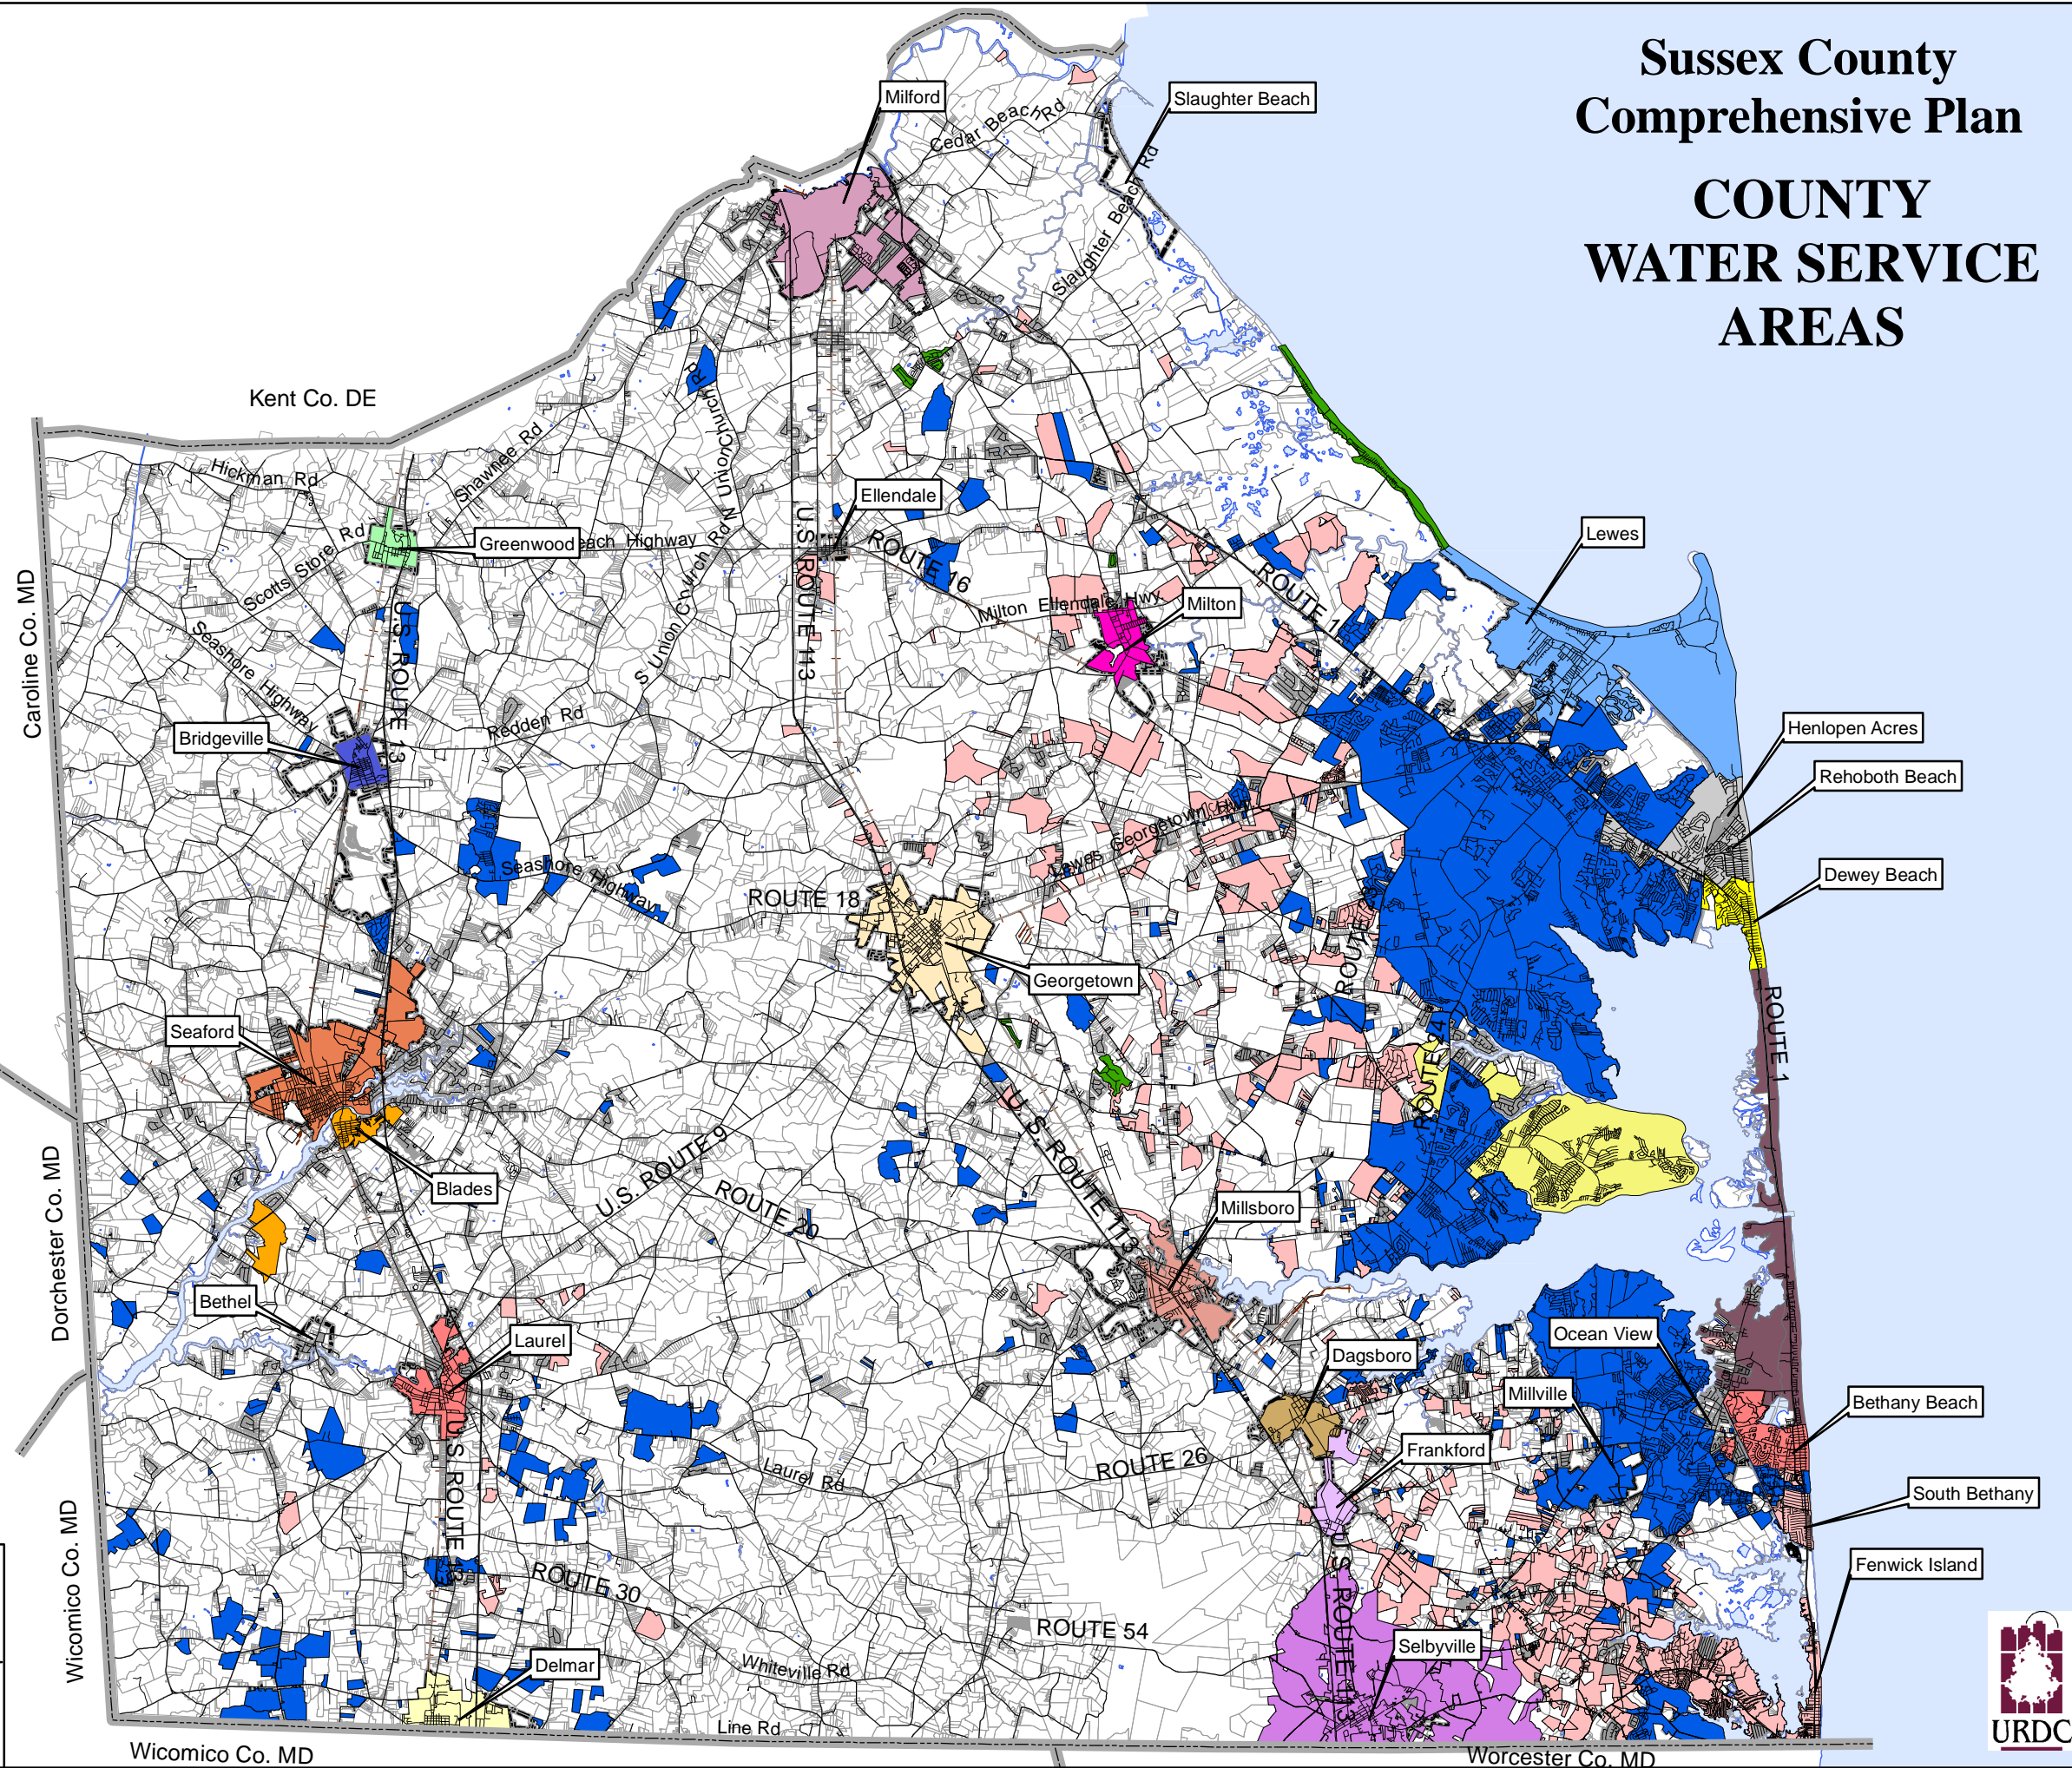 Sussex County
Comprehensive Plan
COUNTY
WATER SERVICE
AREAS
Milford
Slaughter Beach
Cedar Beach Rd
Slaughter Beach Rd
Kent Co. DE
Hickman Rd
Shawnee Rd
N Union Church Rd
Ellendale
Lewes
Greenwood
each Highway
Scotts Store Rd
U.S. ROUTE 113
ROUTE 16
ROUTE 1
Milton Ellendale Hwy
Milton
Caroline Co. MD
Seashore Highway
U.S. ROUTE 13
S Union Church Rd
Redden Rd
Bridgeville
Henlopen Acres
Rehoboth Beach
Lewes Georgetown Hwy
Dewey Beach
Seashore Highway
ROUTE 18
ROUTE
Georgetown
ROUTE 1
Seaford
ROUTE 24
U.S. ROUTE 113
U.S. ROUTE 9
Blades
ROUTE 20
Millsboro
Dorchester Co. MD
Bethel
Laurel
Ocean View
Dagsboro
Millville
Bethany Beach
Frankford
ROUTE 26
Laurel Rd
U.S. ROUTE 13
South Bethany
Wicomico Co. MD
Fenwick Island
ROUTE 30
ROUTE 54
U.S. ROUTE 113
Selbyville
Delmar
Whiteville Rd
Line Rd
URDC
Wicomico Co. MD
Worcester Co. MD